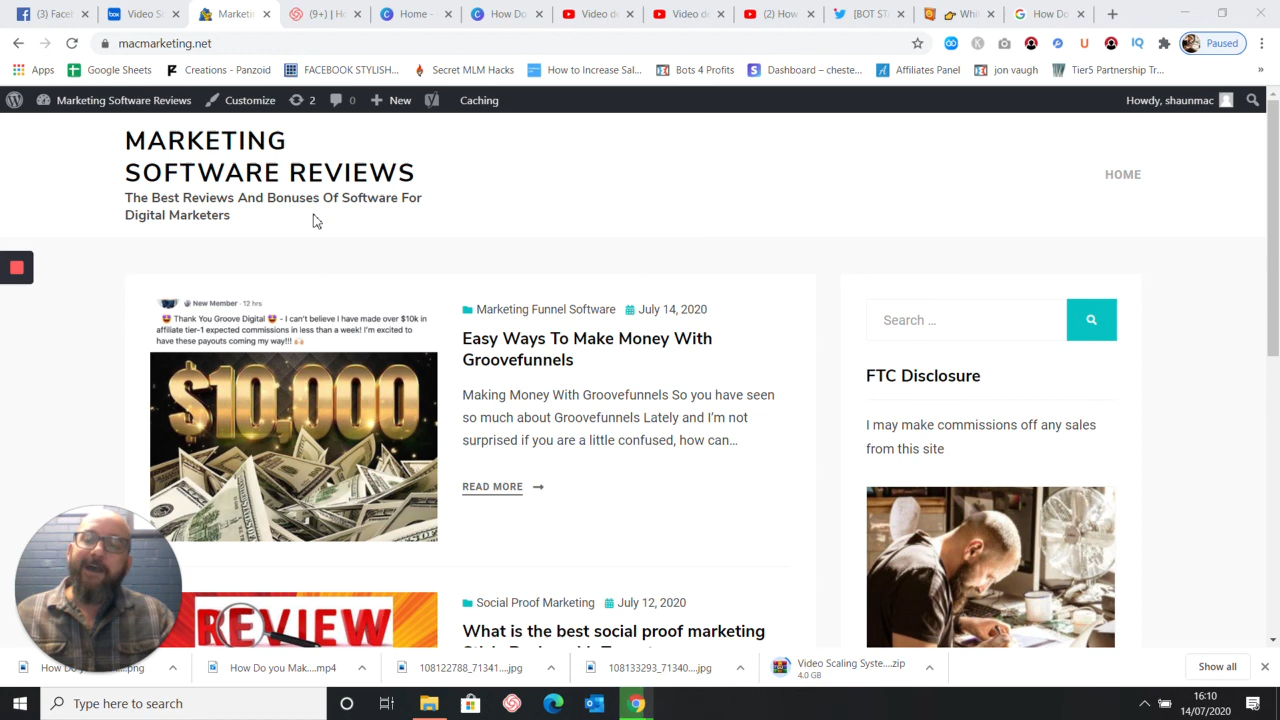 Faceb
Video S
Marketi
(9+) | Ho
Home -
How Do
Video de
Video de
(2) How
[BOT STA
Whi
How Do
macmarketing.net
Paused
Apps
Google Sheets
Creations - Panzoid
FACEBOOK STYLISH...
Secret MLM Hacks
How to Increase Sal...
Bots 4 Profits
Dashboard – cheste...
Affiliates Panel
jon vaugh
Tier5 Partnership Tr...
»
Marketing Software Reviews
Customize
2
0
New
Caching
Howdy, shaunmac
MARKETING
SOFTWARE REVIEWS
The Best Reviews And Bonuses Of Software For
Digital Marketers
HOME
New Member · 12 hrs
Thank You Groove Digital - I can't believe I have made over $10k in
affiliate tier-1 expected commissions in less than a week! I'm excited to
have these payouts coming my way!!!
$10,000
Marketing Funnel Software
July 14, 2020
Easy Ways To Make Money With
Groovefunnels
Making Money With Groovefunnels So you have seen
so much about Groovefunnels Lately and I'm not
surprised if you are a little confused, how can...
READ MORE
Search …
FTC Disclosure
I may make commissions off any sales
from this site
REVIEW
Social Proof Marketing
July 12, 2020
What is the best social proof marketing
How Do y
.png
How Do you Mak....mp4
108122788_71341....jpg
108133293_71340....jpg
Video Scaling Syste....zip
4.0 GB
Show all
Type here to search
16:10
14/07/2020